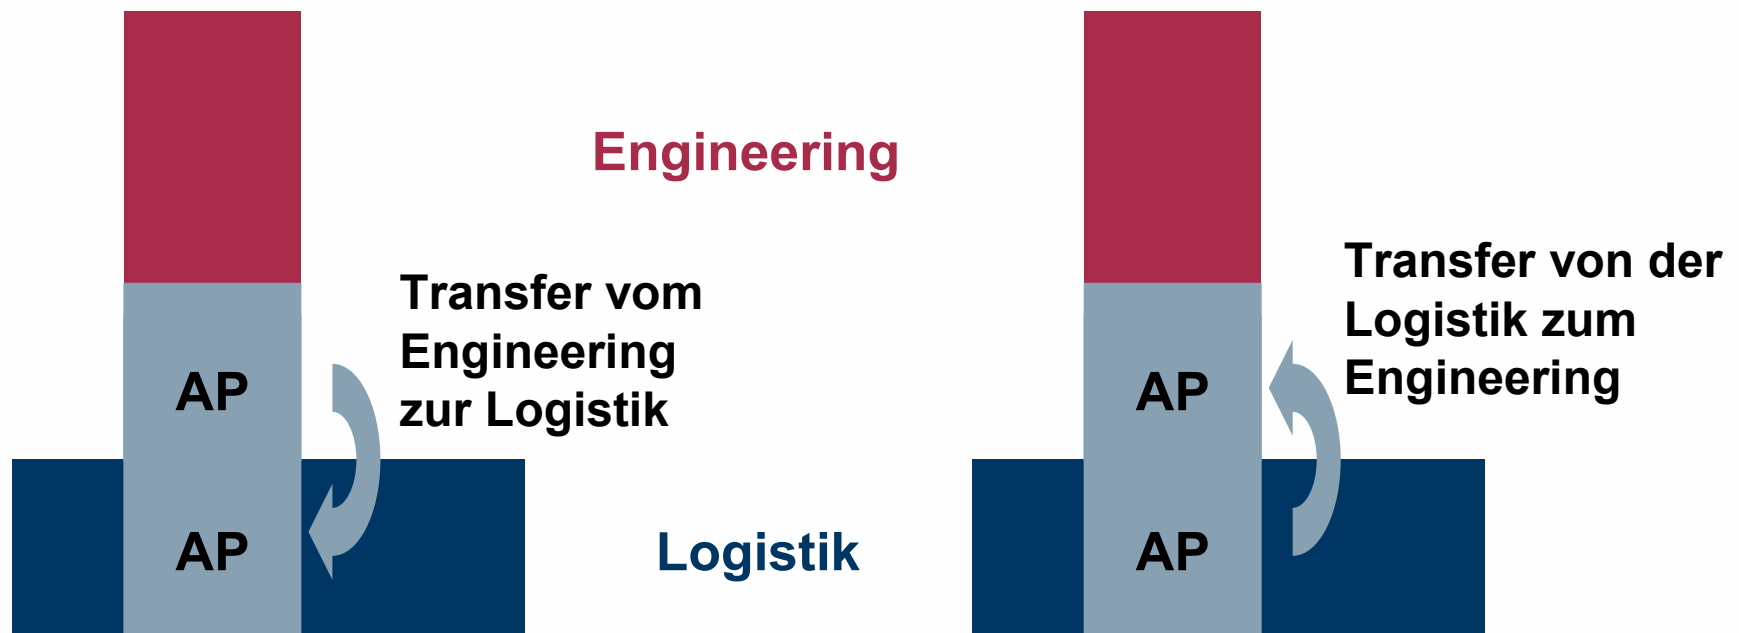 Engineering
Transfer vom
Engineering
zur Logistik
AP
AP
Logistik
Transfer von der
Logistik zum
Engineering
AP
AP